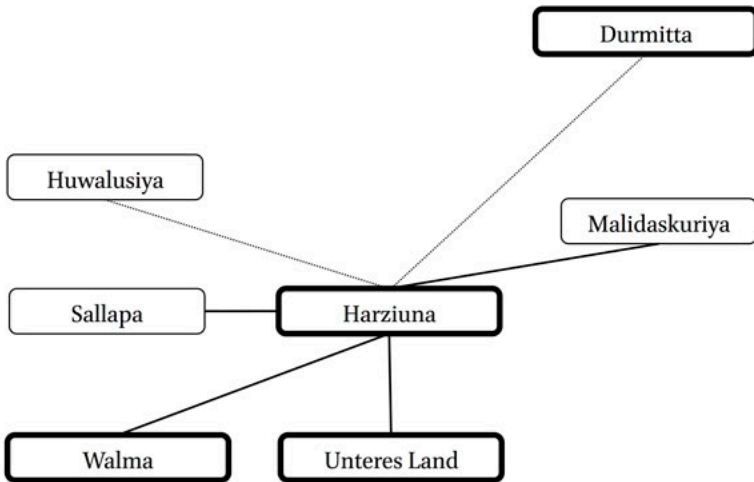 Durmitta
Huwalusiya
Malidaskuriya
Sallapa
Harziuna
Walma
Unteres Land